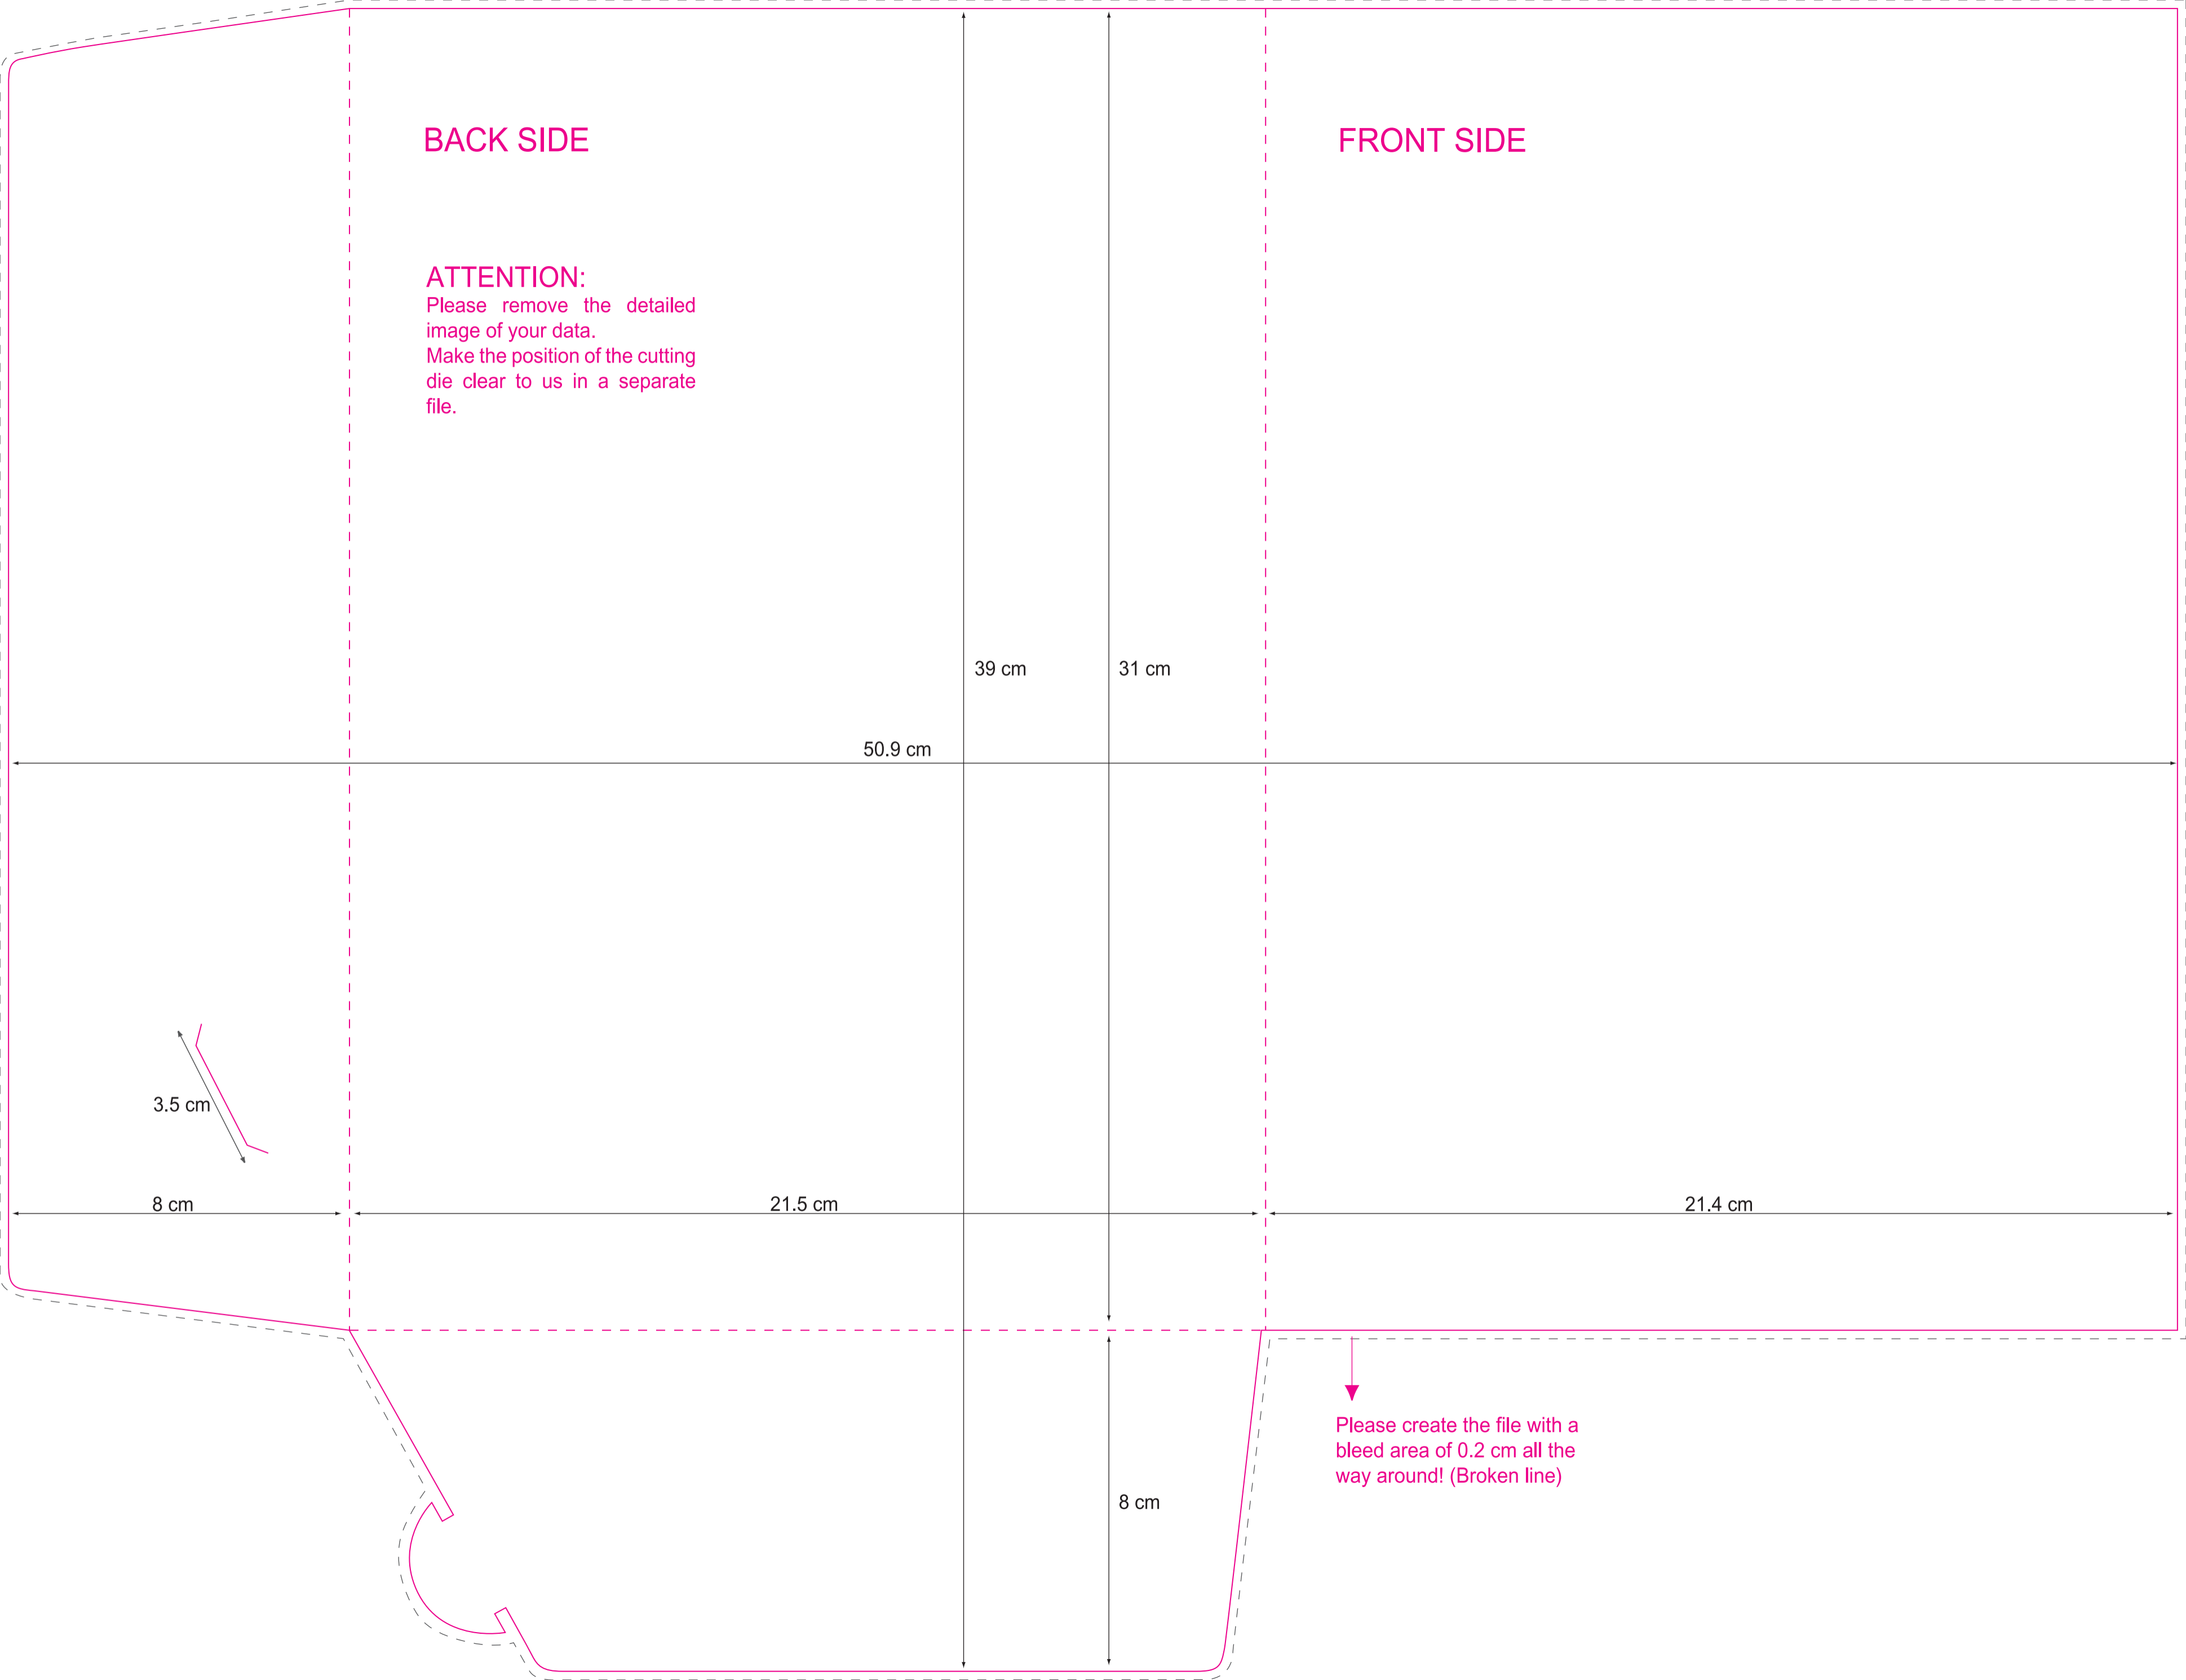 BACK SIDE
FRONT SIDE
ATTENTION:
Please remove the detailed
image of your data.
Make the position of the cutting
die clear to us in a separate
file.
39 cm
31 cm
50.9 cm
3.5 cm
8 cm
21.5 cm
21.4 cm
Please create the file with a
bleed area of 0.2 cm all the
way around! (Broken line)
8 cm